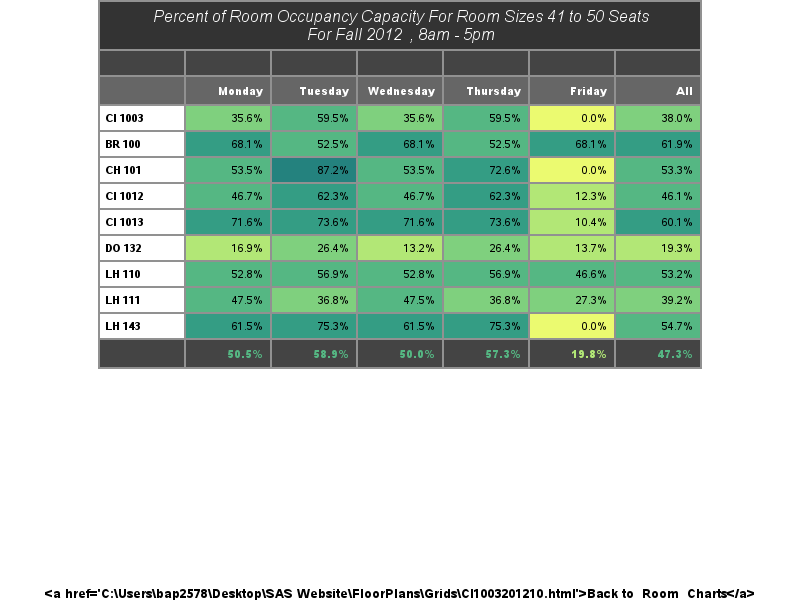 Percent of Room Occupancy Capacity For Room Sizes 41 to 50 Seats
For Fall 2012 , 8am - 5pm
Monday Tuesday Wednesday Thursday Friday All
CI 1003 35.6% 59.5% 35.6% 59.5% 0.0% 38.0%
BR 100 68.1% 52.5% 68.1% 52.5% 68.1% 61.9%
CH 101 53.5% 87.2% 53.5% 72.6% 0.0% 53.3%
CI 1012 46.7% 62.3% 46.7% 62.3% 12.3% 46.1%
CI 1013 71.6% 73.6% 71.6% 73.6% 10.4% 60.1%
DO 132 16.9% 26.4% 13.2% 26.4% 13.7% 19.3%
LH 110 52.8% 56.9% 52.8% 56.9% 46.6% 53.2%
LH 111 47.5% 36.8% 47.5% 36.8% 27.3% 39.2%
LH 143 61.5% 75.3% 61.5% 75.3% 0.0% 54.7%
50.5% 58.9% 50.0% 57.3% 19.8% 47.3%
<a href='C:\Users\bap2578\Desktop\SAS Website\FloorPlans\Grids\CI1003201210.html'>Back to Room Charts</a>